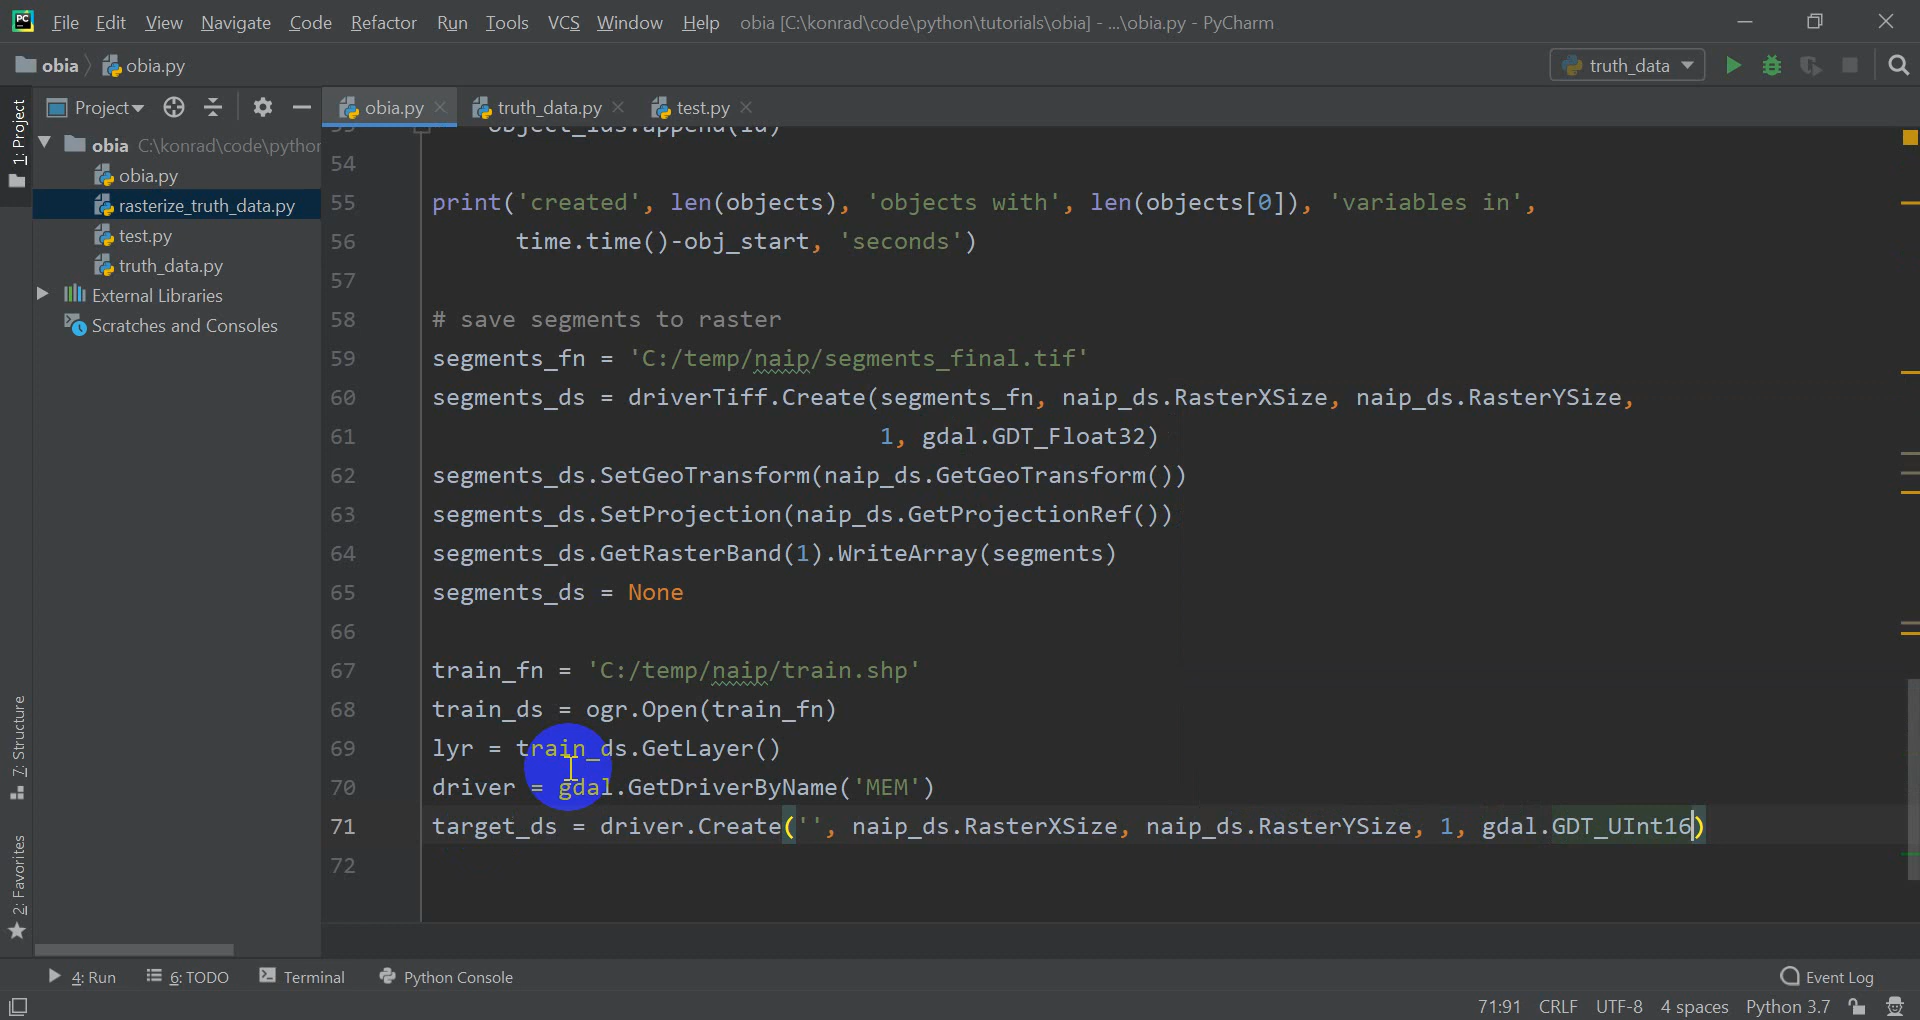 PC File Edit View Navigate Code Refactor Run Tools VCS Window Help obia [C:\konrad\code\python\tutorials\obia] - ...\obia.py - PyCharm
obia obia.py truth_data
1: Project
Project
obia.py truth_data.py test.py
obia C:\konrad\code\python
obia.py
rasterize_truth_data.py
test.py
truth_data.py
External Libraries
Scratches and Consoles
53 object_ids.append(id)
54
55 print('created', len(objects), 'objects with', len(objects[0]), 'variables in',
56 time.time()-obj_start, 'seconds')
57
58 # save segments to raster
59 segments_fn = 'C:/temp/naip/segments_final.tif'
60 segments_ds = driverTiff.Create(segments_fn, naip_ds.RasterXSize, naip_ds.RasterYSize,
61 1, gdal.GDT_Float32)
62 segments_ds.SetGeoTransform(naip_ds.GetGeoTransform())
63 segments_ds.SetProjection(naip_ds.GetProjectionRef())
64 segments_ds.GetRasterBand(1).WriteArray(segments)
65 segments_ds = None
66
67 train_fn = 'C:/temp/naip/train.shp'
68 train_ds = ogr.Open(train_fn)
69 lyr = train_ds.GetLayer()
70 driver = gdal.GetDriverByName('MEM')
71 target_ds = driver.Create('', naip_ds.RasterXSize, naip_ds.RasterYSize, 1, gdal.GDT_UInt16)
72
7: Structure
2: Favorites
4: Run 6: TODO Terminal Python Console Event Log
71:91 CRLF UTF-8 4 spaces Python 3.7